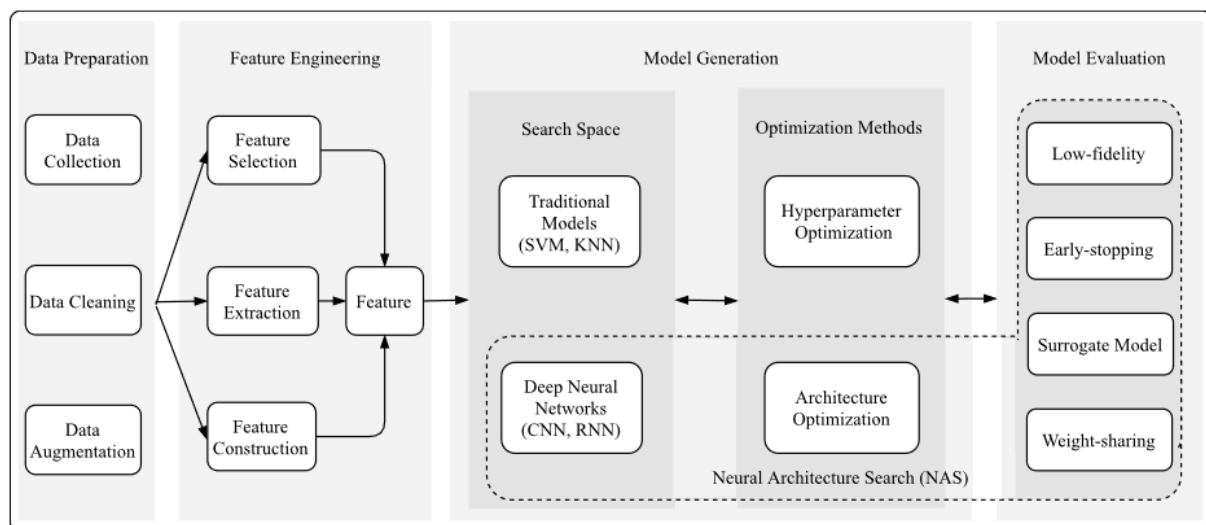 Data Preparation
Data
Collection
Data Cleaning
Data
Augmentation
Feature Engineering
Feature
Selection
Feature
Extraction
Feature
Construction
Feature
Model Generation
Search Space
Traditional
Models
(SVM, KNN)
Deep Neural
Networks
(CNN, RNN)
Optimization Methods
Hyperparameter
Optimization
Architecture
Optimization
Neural Architecture Search (NAS)
Model Evaluation
Low-fidelity
Early-stopping
Surrogate Model
Weight-sharing